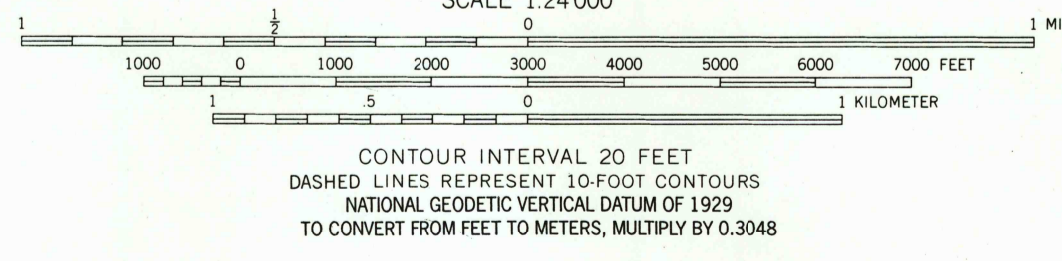 SCALE 1:24 000
1 1/2 0 1 MI
1000 0 1000 2000 3000 4000 5000 6000 7000 FEET
1 .5 0 1 KILOMETER
CONTOUR INTERVAL 20 FEET
DASHED LINES REPRESENT 10-FOOT CONTOURS
NATIONAL GEODETIC VERTICAL DATUM OF 1929
TO CONVERT FROM FEET TO METERS, MULTIPLY BY 0.3048